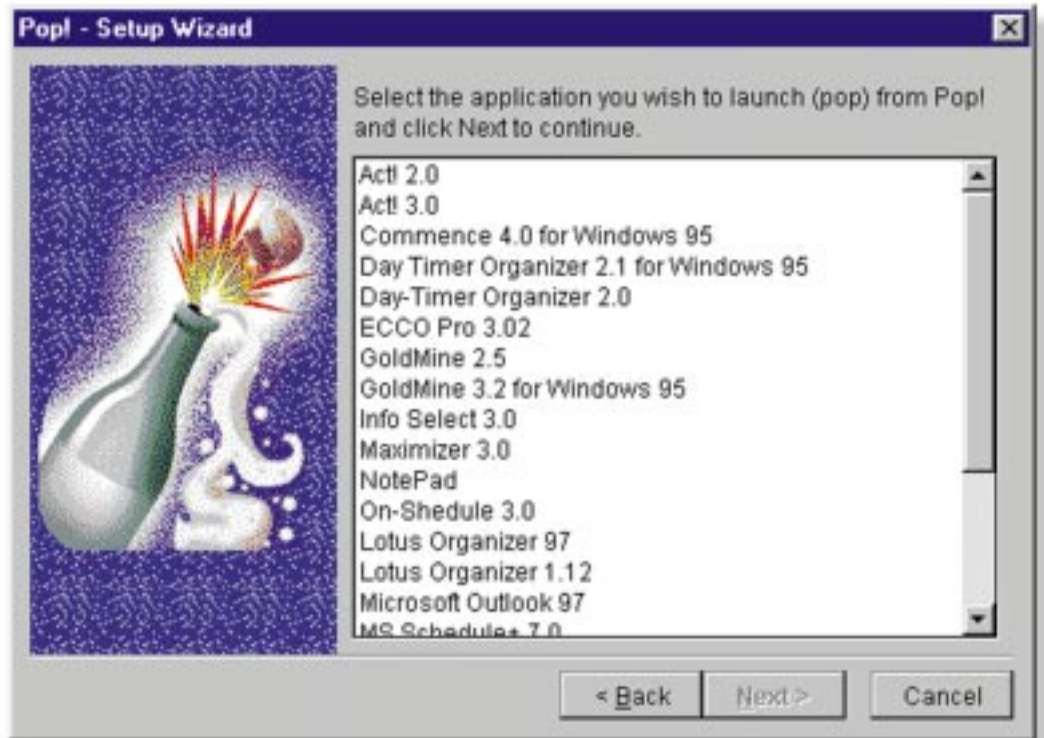 Pop! - Setup Wizard
Select the application you wish to launch (pop) from Pop!
and click Next to continue.
Act! 2.0
Act! 3.0
Commence 4.0 for Windows 95
Day Timer Organizer 2.1 for Windows 95
Day-Timer Organizer 2.0
ECCO Pro 3.02
GoldMine 2.5
GoldMine 3.2 for Windows 95
Info Select 3.0
Maximizer 3.0
NotePad
On-Shedule 3.0
Lotus Organizer 97
Lotus Organizer 1.12
Microsoft Outlook 97
MS Schedule+ 7.0
< Back Next > Cancel